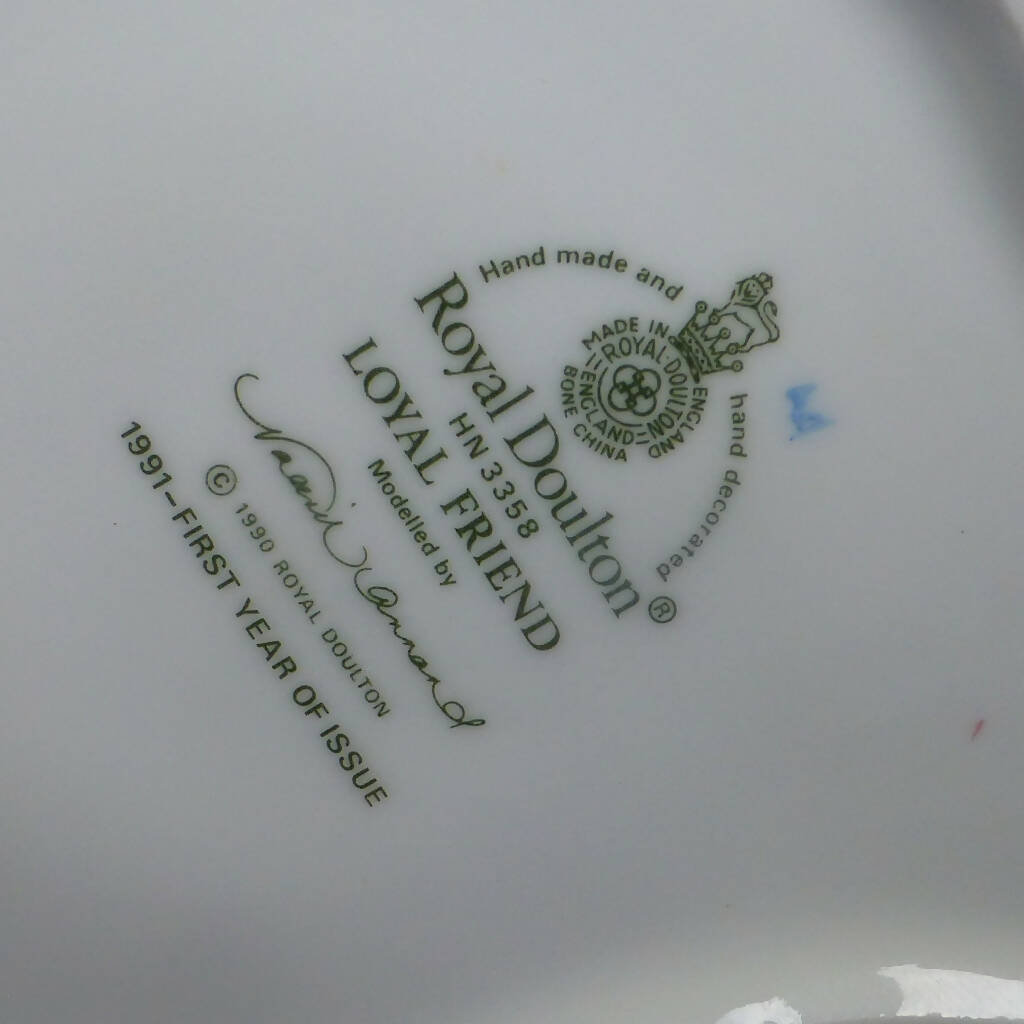 Hand made and hand decorated
MADE IN ENGLAND
BONE CHINA
ROYAL·DOULTON
ENGLAND
Royal Doulton ®
HN 3358
LOYAL FRIEND
Modelled by
© 1990 ROYAL DOULTON
1991-FIRST YEAR OF ISSUE